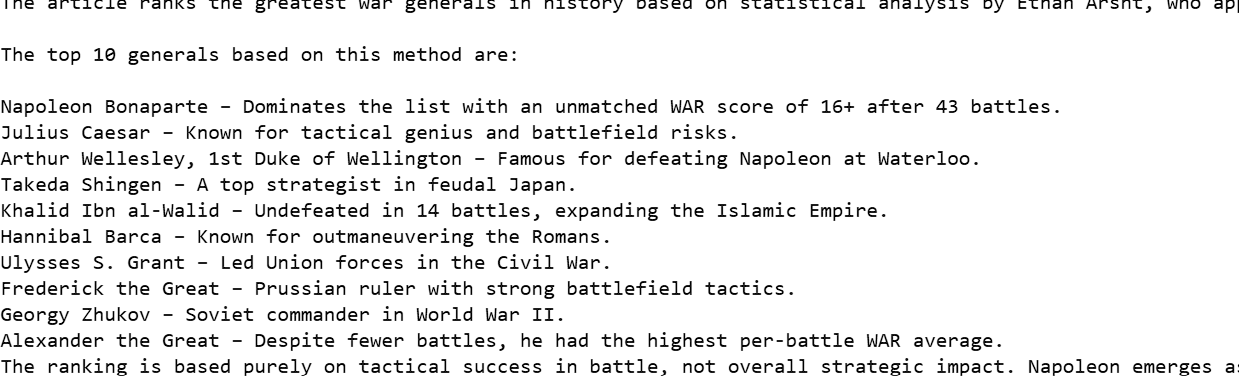 The article ranks the greatest war generals in history based on statistical analysis by Ethan Arsht, who
The top 10 generals based on this method are:
Napoleon Bonaparte – Dominates the list with an unmatched WAR score of 16+ after 43 battles.
Julius Caesar – Known for tactical genius and battlefield risks.
Arthur Wellesley, 1st Duke of Wellington – Famous for defeating Napoleon at Waterloo.
Takeda Shingen – A top strategist in feudal Japan.
Khalid Ibn al-Walid – Undefeated in 14 battles, expanding the Islamic Empire.
Hannibal Barca – Known for outmaneuvering the Romans.
Ulysses S. Grant – Led Union forces in the Civil War.
Frederick the Great – Prussian ruler with strong battlefield tactics.
Georgy Zhukov – Soviet commander in World War II.
Alexander the Great – Despite fewer battles, he had the highest per-battle WAR average.
The ranking is based purely on tactical success in battle, not overall strategic impact. Napoleon emerges